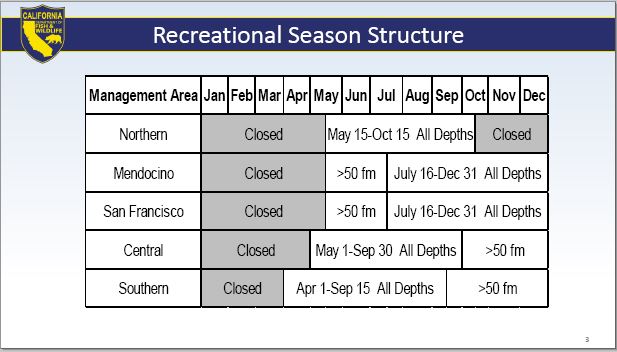 CALIFORNIA
DEPARTMENT OF
FISH &
WILDLIFE
Recreational Season Structure
Management Area Jan Feb Mar Apr May Jun Jul Aug Sep Oct Nov Dec
Northern Closed May 15-Oct 15 All Depths Closed
Mendocino Closed >50 fm July 16-Dec 31 All Depths
San Francisco Closed >50 fm July 16-Dec 31 All Depths
Central Closed May 1-Sep 30 All Depths >50 fm
Southern Closed Apr 1-Sep 15 All Depths >50 fm
3